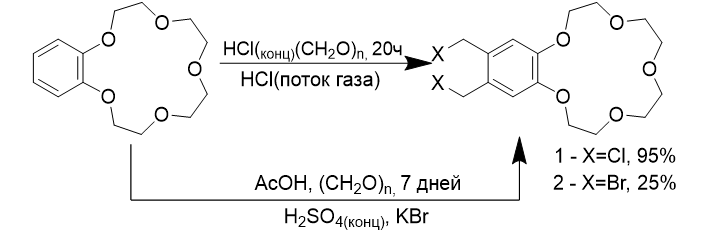 O
O
O
O
O
HCl(конц)(CH2O)n, 20ч
HCl(поток газа)
X
X
O
O
O
O
O
1 - X=Cl, 95%
2 - X=Br, 25%
AcOH, (CH2O)n, 7 дней
H2SO4(конц), KBr